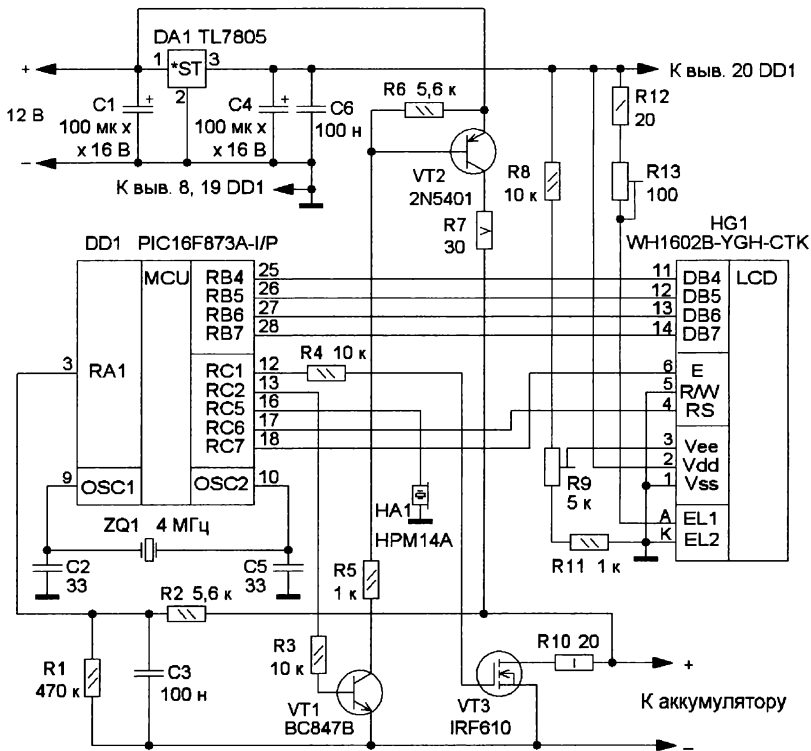 DA1 TL7805
+
1
*ST
3
2
12 В
C1
100 мк х
х 16 В
C4
100 мк х
х 16 В
C6
100 н
–
К выв. 8, 19 DD1
R6 5,6 к
VT2
2N5401
R7
30
R8
10 к
К выв. 20 DD1
R12
20
R13
100
DD1 PIC16F873A-I/P
MCU
RB4 25
RB5 26
RB6 27
RB7 28
3 RA1
RC1 12
RC2 13
RC5 16
RC6 17
RC7 18
9 OSC1
OSC2 10
R4 10 к
HG1
WH1602B-YGH-CTK
LCD
11 DB4
12 DB5
13 DB6
14 DB7
6 E
5 R/W
4 RS
3 Vee
2 Vdd
1 Vss
A EL1
K EL2
R9
5 к
R11 1 к
HA1
HPM14A
ZQ1 4 МГц
C2
33
C5
33
R5
1 к
R2 5,6 к
R1
470 к
C3
100 н
R3
10 к
VT1
BC847B
VT3
IRF610
R10 20
+
К аккумулятору
–